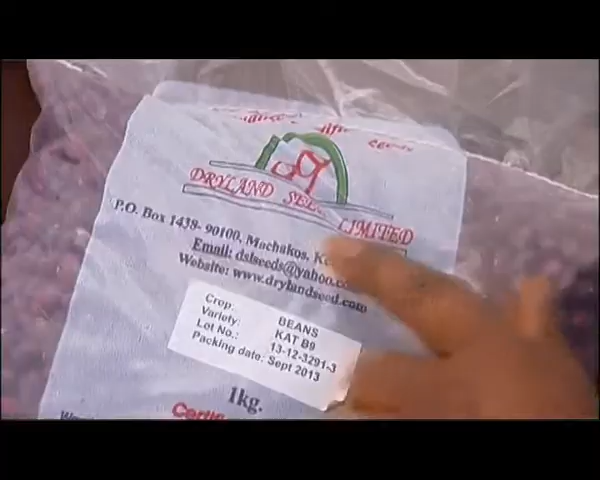 DRYLAND SEED LIMITED
P.O. Box 1438- 90100, Machakos,
Email: dslseeds@yahoo.co
Website: www.drylandseed.com
Crop: BEANS
Variety: KAT B9
Lot No.: 13-12-3291-3
Packing date: Sept 2013
1kg.